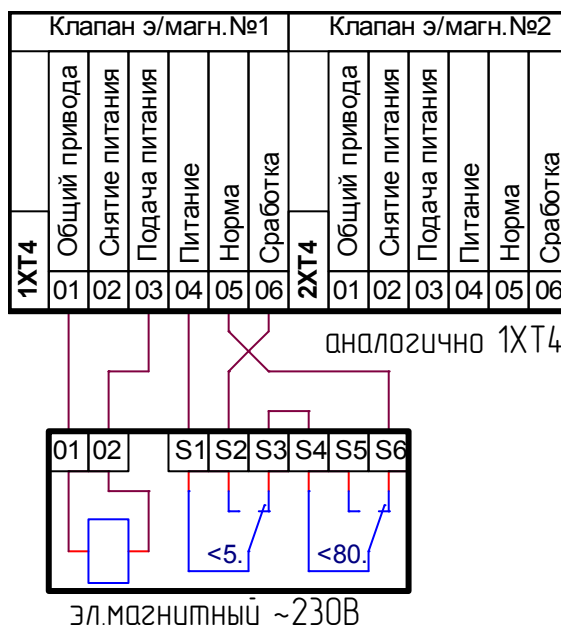 Клапан э/магн.№1 Клапан э/магн.№2
1XT4 Общий привода Снятие питания Подача питания Питание Норма Сработка 2XT4 Общий привода Снятие питания Подача питания Питание Норма Сработка
01 02 03 04 05 06 01 02 03 04 05 06
аналогично 1XT4
01 02 S1 S2 S3 S4 S5 S6
<5. <80.
эл.магнитный ~230В